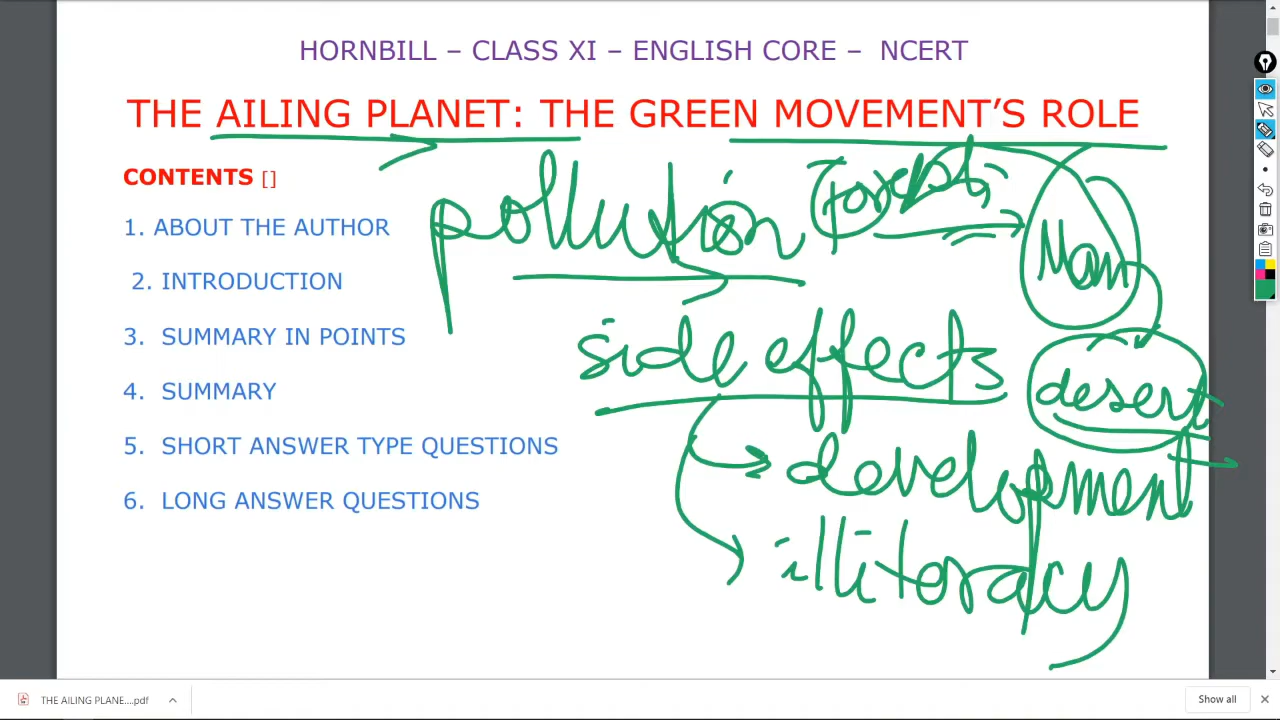 HORNBILL – CLASS XI – ENGLISH CORE – NCERT
THE AILING PLANET: THE GREEN MOVEMENT’S ROLE
CONTENTS []
pollution Forest Man
1. ABOUT THE AUTHOR
2. INTRODUCTION
3. SUMMARY IN POINTS
side effects
desert
4. SUMMARY
5. SHORT ANSWER TYPE QUESTIONS
development
6. LONG ANSWER QUESTIONS
illiteracy
THE AILING PLANE....pdf
Show all